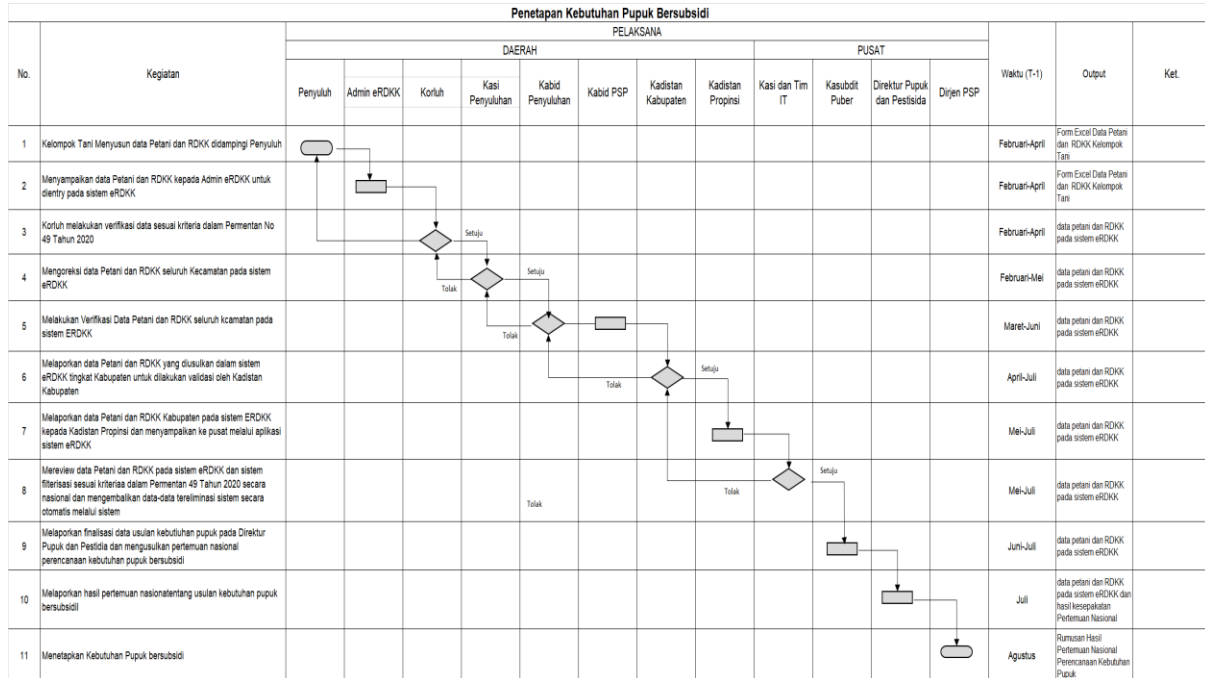 Penetapan Kebutuhan Pupuk Bersubsidi
No.
Kegiatan
PELAKSANA
DAERAH
PUSAT
Penyuluh
Admin eRDKK
Korluh
Kasi
Penyuluhan
Kabid
Penyuluhan
Kabid PSP
Kadistan
Kabupaten
Kadistan
Propinsi
Kasi dan Tim
IT
Kasubdit
Puber
Direktur Pupuk
dan Pestisida
Dirjen PSP
Waktu (T-1)
Output
Ket.
1
Kelompok Tani Menyusun data Petani dan RDKK didampingi Penyuluh
Februari-April
Form Excel Data Petani
dan RDKK Kelompok
Tani
2
Menyampaikan data Petani dan RDKK kepada Admin eRDKK untuk
dientry pada sistem eRDKK
Februari-April
Form Excel Data Petani
dan RDKK Kelompok
Tani
3
Korluh melakukan verifikasi data sesuai kriteria dalam Permentan No
49 Tahun 2020
Setuju
Februari-April
data petani dan RDKK
pada sistem eRDKK
4
Mengoreksi data Petani dan RDKK seluruh Kecamatan pada sistem
eRDKK
Tolak
Setuju
Februari-Mei
data petani dan RDKK
pada sistem eRDKK
5
Melakukan Verifikasi Data Petani dan RDKK seluruh kcamatan pada
sistem ERDKK
Tolak
Maret-Juni
data petani dan RDKK
pada sistem eRDKK
6
Melaporkan data Petani dan RDKK yang diusulkan dalam sistem
eRDKK tingkat Kabupaten untuk dilakukan validasi oleh Kadistan
Kabupaten
Tolak
Setuju
April-Juli
data petani dan RDKK
pada sistem eRDKK
7
Melaporkan data Petani dan RDKK Kabupaten pada sistem ERDKK
kepada Kadistan Propinsi dan menyampaikan ke pusat melalui aplikasi
sistem eRDKK
Mei-Juli
data petani dan RDKK
pada sistem eRDKK
8
Mereview data Petani dan RDKK pada sistem eRDKK dan sistem
filterisasi sesuai kriteriaa dalam Permentan 49 Tahun 2020 secara
nasional dan mengembalikan data-data tereliminasi sistem secara
otomatis melalui sistem
Tolak
Tolak
Setuju
Mei-Juli
data petani dan RDKK
pada sistem eRDKK
9
Melaporkan finalisasi data usulan kebutiuhan pupuk pada Direktur
Pupuk dan Pestidia dan mengusulkan pertemuan nasional
perencanaan kebutuhan pupuk bersubsidi
Juni-Juli
data petani dan RDKK
pada sistem eRDKK
10
Melaporkan hasil pertemuan nasionatentang usulan kebutuhan pupuk
bersubsidil
Juli
data petani dan RDKK
pada sistem eRDKK dan
hasil kesepakatan
Pertemuan Nasional
11
Menetapkan Kebutuhan Pupuk bersubsidi
Agustus
Rumusan Hasil
Pertemuan Nasional
Perencanaan Kebutuhan
Pupuk